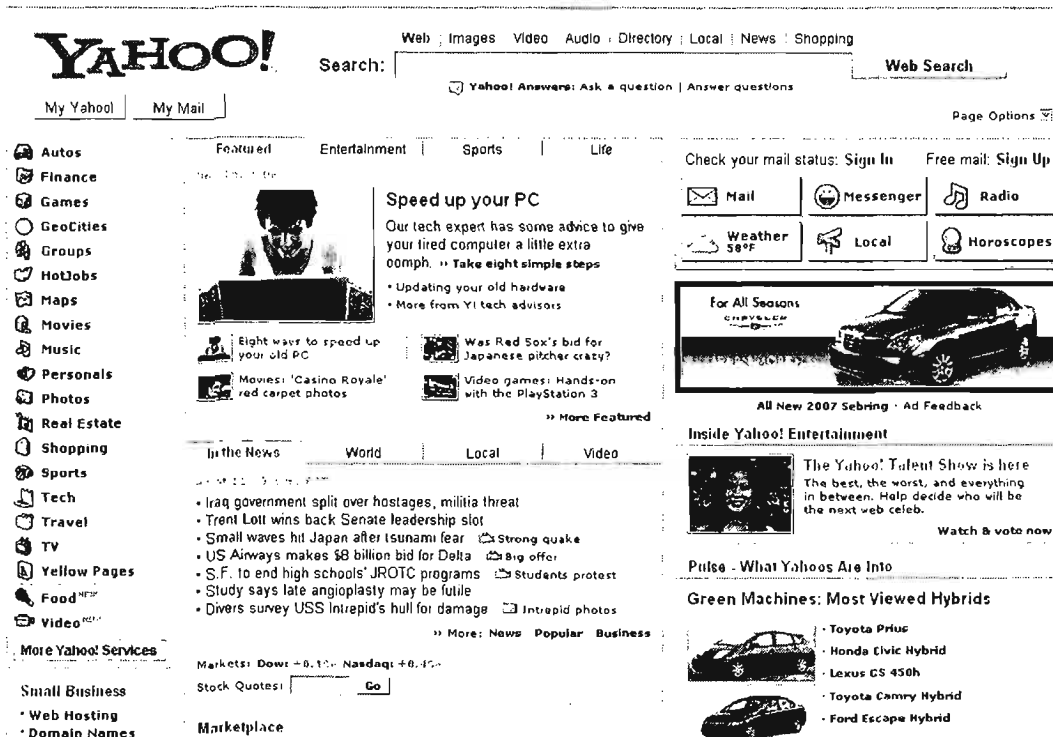 YAHOO!
Web | Images Video Audio | Directory | Local | News | Shopping
Search:
Web Search
Yahoo! Answers: Ask a question | Answer questions
My Yahoo!
My Mail
Page Options
Autos
Finance
Games
GeoCities
Groups
HotJobs
Maps
Movies
Music
Personals
Photos
Real Estate
Shopping
Sports
Tech
Travel
TV
Yellow Pages
Food NEW
Video
More Yahoo! Services
Small Business
· Web Hosting
· Domain Names
Featured Entertainment | Sports | Life
Speed up your PC
Our tech expert has some advice to give
your tired computer a little extra
oomph. » Take eight simple steps
· Updating your old hardware
· More from Y! tech advisors
Eight ways to speed up
your old PC
Was Red Sox's bid for
Japanese pitcher crazy?
Movies: 'Casino Royale'
red carpet photos
Video games: Hands-on
with the PlayStation 3
» More Featured
In the News World Local Video
· Iraq government split over hostages, militia threat
· Trent Lott wins back Senate leadership slot
· Small waves hit Japan after tsunami fear Strong quake
· US Airways makes $8 billion bid for Delta Big offer
· S.F. to end high schools' JROTC programs Students protest
· Study says late angioplasty may be futile
· Divers survey USS Intrepid's hull for damage Intrepid photos
» More: News Popular Business
Markets: Dow: Nasdaq:
Stock Quotes: Go
Marketplace
Check your mail status: Sign In Free mail: Sign Up
Mail
Messenger
Radio
Weather
58°F
Local
Horoscopes
For All Seasons
CHRYSLER
All New 2007 Sebring · Ad Feedback
Inside Yahoo! Entertainment
The Yahoo! Talent Show is here
The best, the worst, and everything
in between. Help decide who will be
the next web celeb.
Watch & vote now
Pulse - What Yahoos Are Into
Green Machines: Most Viewed Hybrids
· Toyota Prius
· Honda Civic Hybrid
· Lexus GS 450h
· Toyota Camry Hybrid
· Ford Escape Hybrid